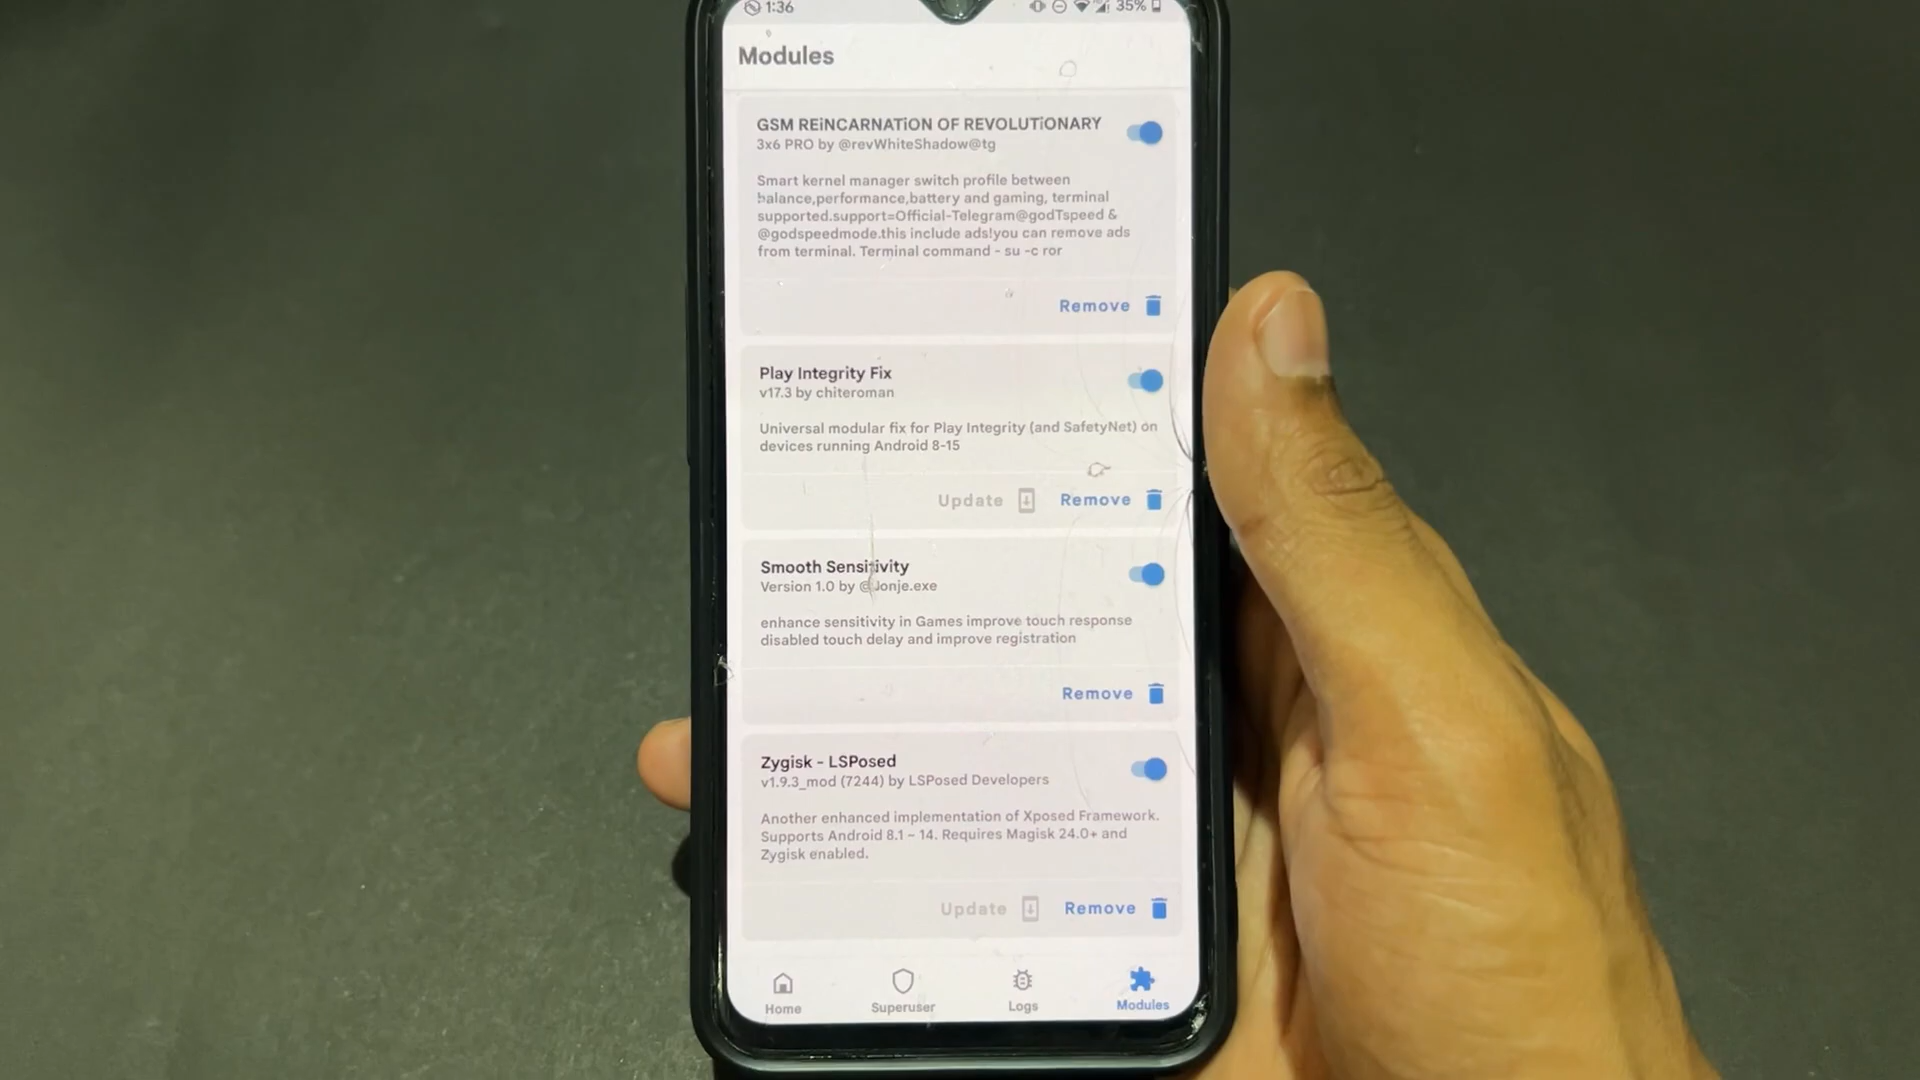 1:36 35%
Modules
GSM REiNCARNATiON OF REVOLUTiONARY
3x6 PRO by @revWhiteShadow@tg
Smart kernel manager switch profile between
balance,performance,battery and gaming, terminal
supported.support=Official-Telegram@godTspeed &
@godspeedmode.this include ads!you can remove ads
from terminal. Terminal command - su -c ror
Remove
Play Integrity Fix
v17.3 by chiteroman
Universal modular fix for Play Integrity (and SafetyNet) on
devices running Android 8-15
Update Remove
Smooth Sensitivity
Version 1.0 by @Jonje.exe
enhance sensitivity in Games improve touch response
disabled touch delay and improve registration
Remove
Zygisk - LSPosed
v1.9.3_mod (7244) by LSPosed Developers
Another enhanced implementation of Xposed Framework.
Supports Android 8.1 ~ 14. Requires Magisk 24.0+ and
Zygisk enabled.
Update Remove
Home Superuser Logs Modules